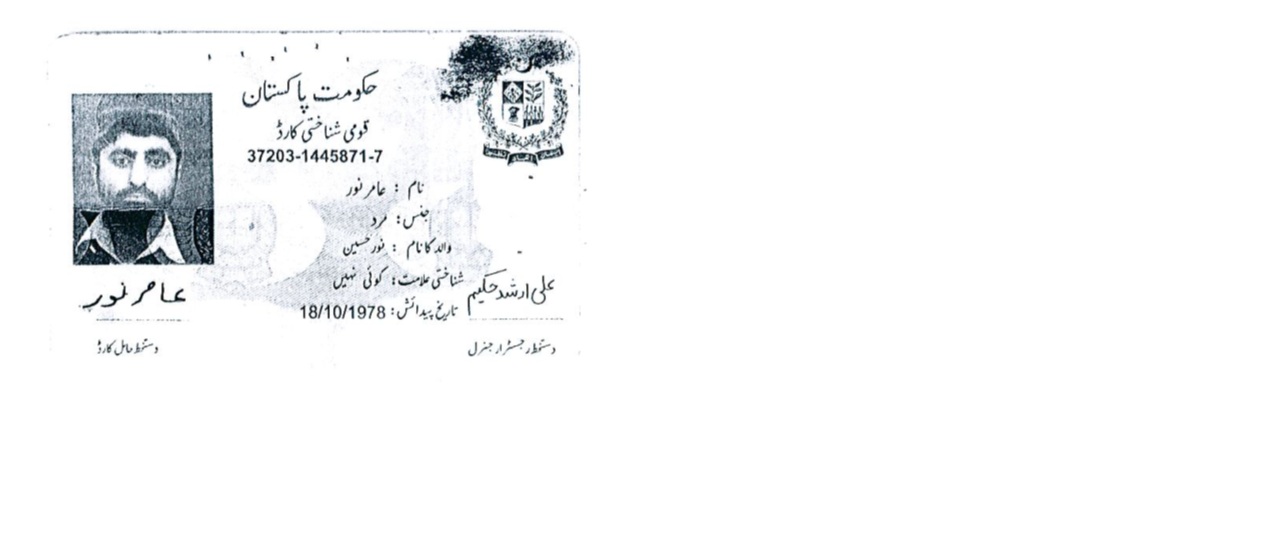 حکومت پاکستان
قومی شناختی کارڈ
37203-1445871-7
نام : عامر نور
جنس: مرد
والد کا نام : نور حسین
شناختی علامت: کوئی نہیں
تاریخ پیدائش: 18/10/1978
عامر نور
علی ارشد حکیم
دستخط حامل کارڈ
دستخط رجسٹرار جنرل